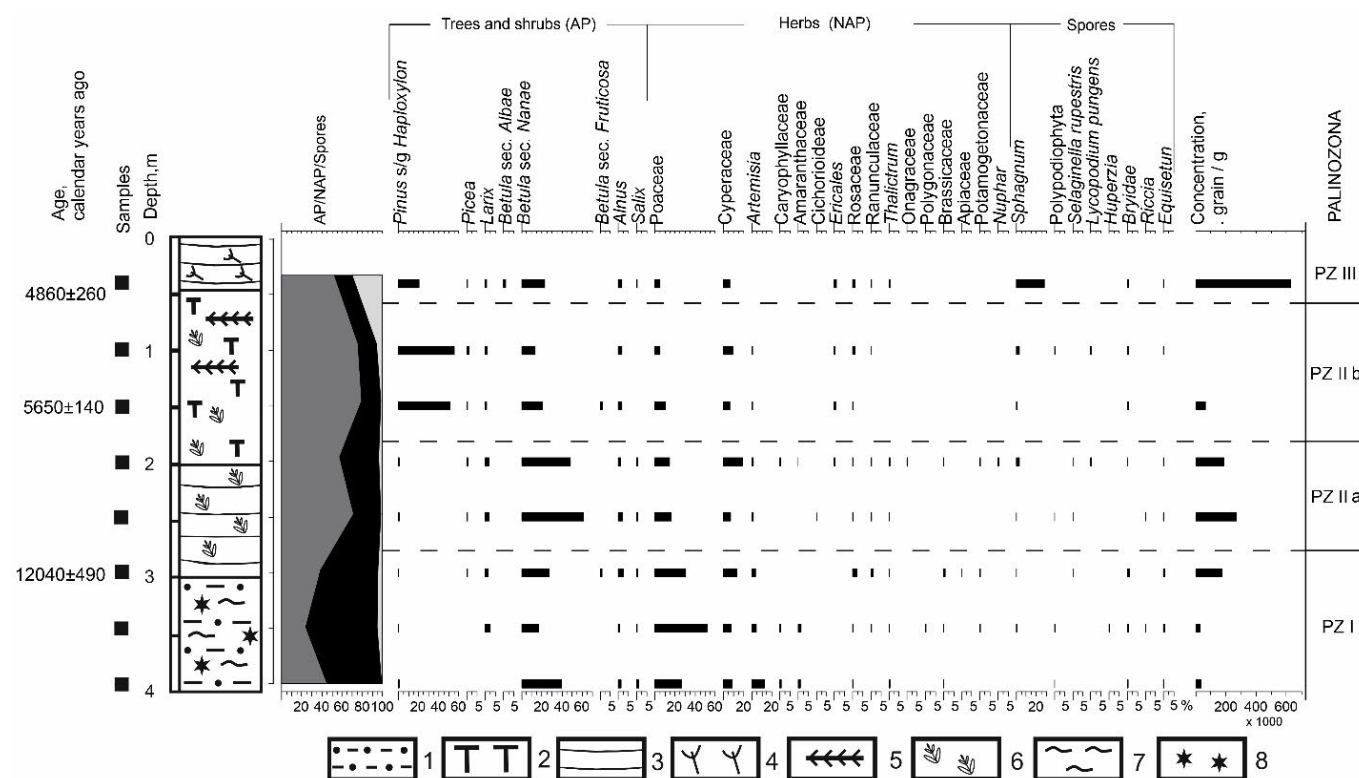 Trees and shrubs (AP)
Herbs (NAP)
Spores
Age,
calendar years ago
Samples
Depth,m
AP/NAP/Spores
Pinus s/g Haploxylon
Picea
Larix
Betula sec. Albae
Betula sec. Nanae
Betula sec. Fruticosa
Alnus
Salix
Poaceae
Cyperaceae
Artemisia
Caryophyllaceae
Amaranthaceae
Cichorioideae
Ericales
Rosaceae
Ranunculaceae
Thalictrum
Onagraceae
Polygonaceae
Brassicaceae
Apiaceae
Potamogetonaceae
Nuphar
Sphagnum
Polypodiophyta
Selaginella rupestris
Lycopodium pungens
Huperzia
Bryidae
Riccia
Equisetun
Concentration,
. grain / g
PALINOZONA
0
PZ III
4860±260
1
PZ II b
5650±140
2
PZ II a
12040±490
3
PZ I
4
20 40 60 80 100
20 40 60
5
5
5
20 40 60
5
5
5
20 40 60
20
20
5
5
5
5
5
5
5
5
5
5
5
5
5
20
5
5
5
5
5
5
5 %
200 400 600
x 1000
1
2
3
4
5
6
7
8